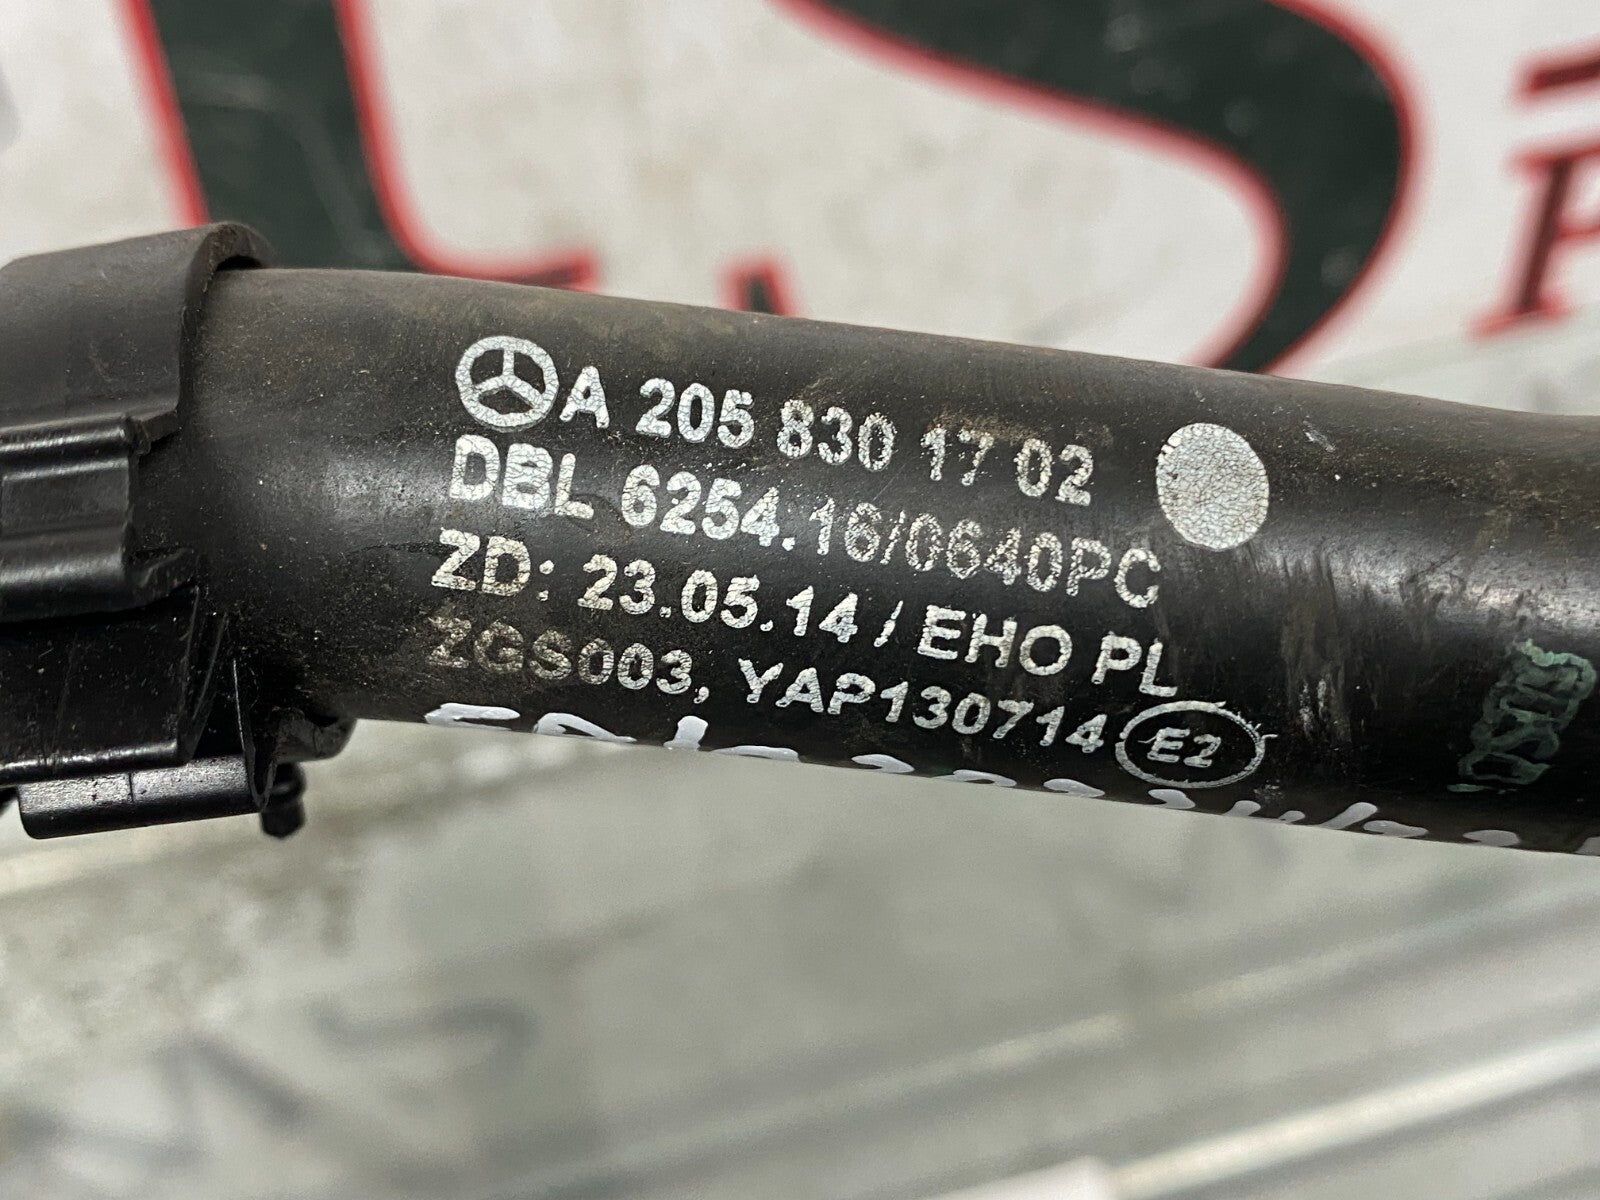 A 205 830 17 02
DBL 6254.16/0640PC
ZD: 23.05.14 / EHO PL
ZGS003, YAP130714 E2